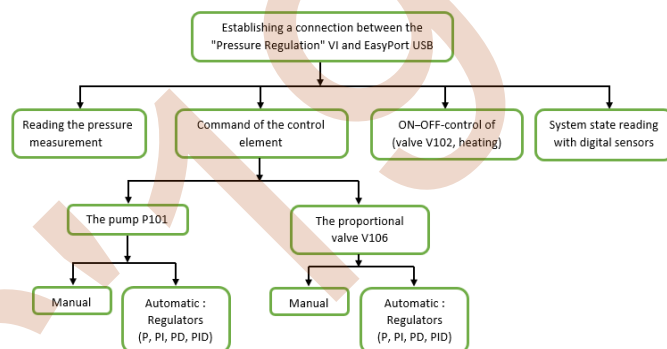 Establishing a connection between the
"Pressure Regulation" VI and EasyPort USB
Reading the pressure
measurement
Command of the control
element
ON–OFF-control of
(valve V102, heating)
System state reading
with digital sensors
The pump P101
The proportional
valve V106
Manual
Automatic :
Regulators
(P, PI, PD, PID)
Manual
Automatic :
Regulators
(P, PI, PD, PID)